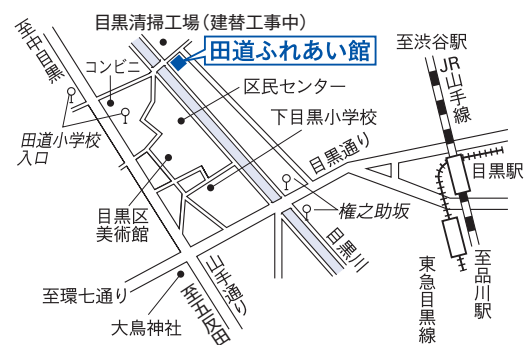 目黒清掃工場（建替工事中）
田道ふれあい館
至中目黒
コンビニ
区民センター
下目黒小学校
田道小学校
入口
目黒通り
至渋谷駅
JR山手線
目黒駅
権之助坂
目黒区
美術館
目黒川
山手通り
至環七通り
大鳥神社
至五反田
東急目黒線
至品川駅